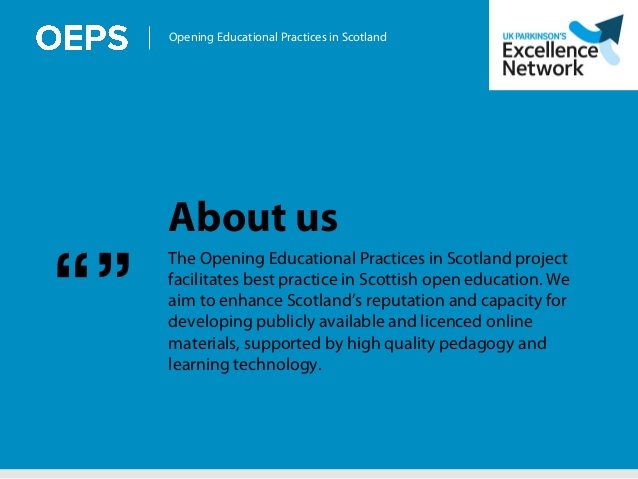 OEPS
Opening Educational Practices in Scotland
UK PARKINSON'S
Excellence
Network
About us
“ ”
The Opening Educational Practices in Scotland project
facilitates best practice in Scottish open education. We
aim to enhance Scotland’s reputation and capacity for
developing publicly available and licenced online
materials, supported by high quality pedagogy and
learning technology.